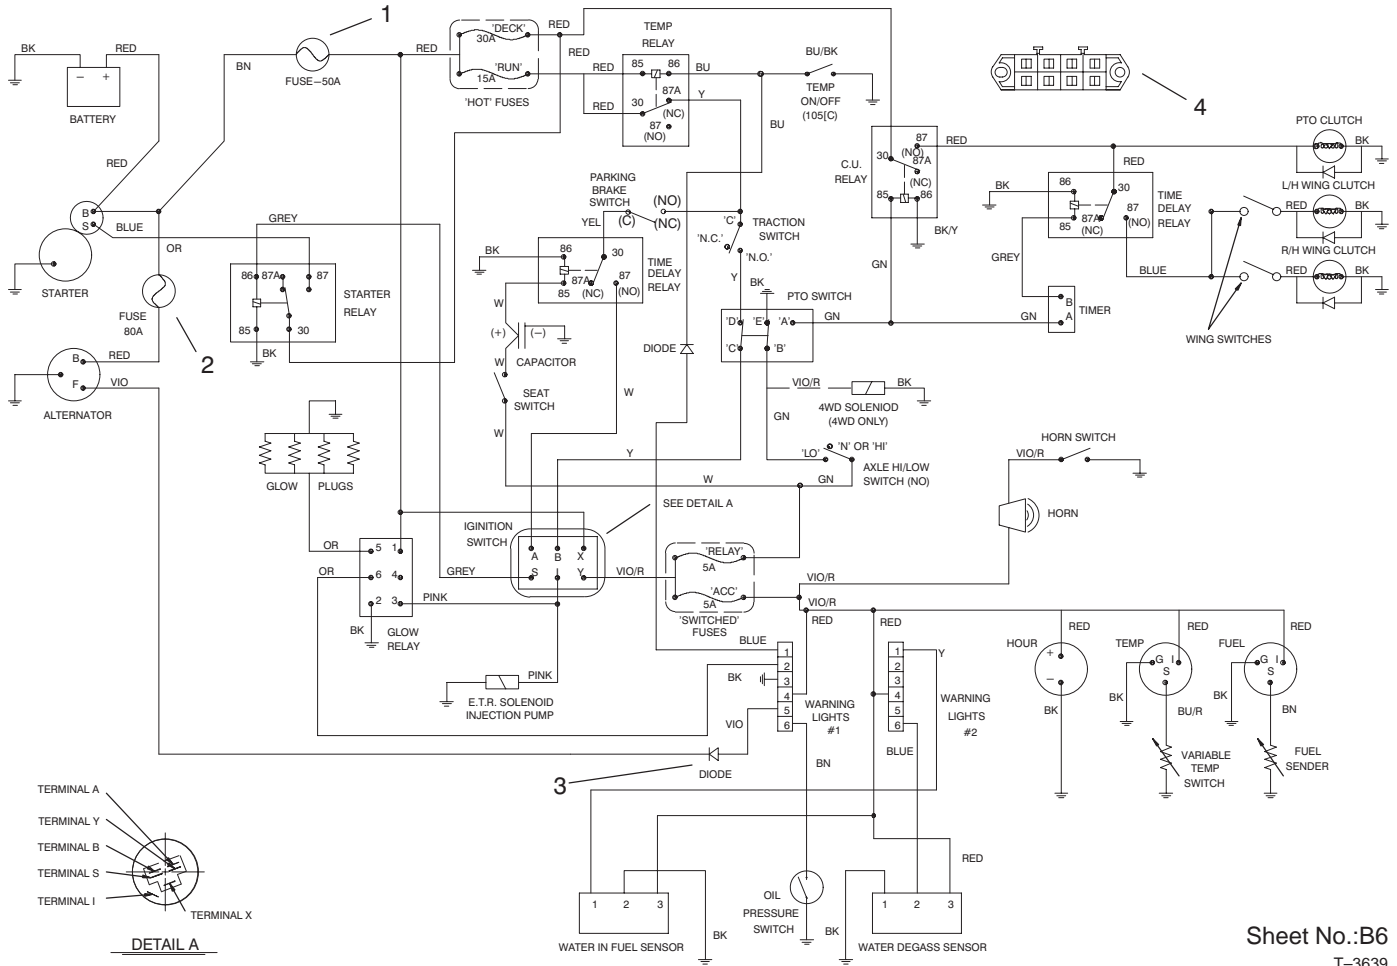 1
'DECK'
30A
RED
RED
'RUN'
15A
'HOT' FUSES
BK
RED
- +
BATTERY
BN
FUSE–50A
RED
TEMP
RELAY
RED
85
86
BU
87A
(NC)
Y
30
RED
87
(NO)
BU/BK
TEMP
ON/OFF
(105[C)
BU
4
RED
B
S
BLUE
STARTER
OR
FUSE
80A
2
GREY
86
87A
87
85
30
STARTER
RELAY
BK
B
RED
F
VIO
ALTERNATOR
PARKING
BRAKE
SWITCH
(NO)
(C)
(NC)
YEL
BK
86
30
87A
(NC)
87
(NO)
85
TIME
DELAY
RELAY
W
(+)
(–)
CAPACITOR
W
SEAT
SWITCH
W
W
'C'
'N.C.'
'N.O.'
TRACTION
SWITCH
Y
BK
PTO SWITCH
'D'
'E'
'A'
'C'
'B'
GN
DIODE
VIO/R
BK
4WD SOLENIOD
(4WD ONLY)
GN
'LO'
'N' OR 'HI'
AXLE HI/LOW
SWITCH (NO)
GN
W
Y
C.U.
RELAY
30
87
(NO)
87A
(NC)
85
86
RED
BK/Y
GN
BK
86
30
87A
(NC)
87
(NO)
85
RED
TIME
DELAY
RELAY
GREY
BLUE
B
A
TIMER
GN
PTO CLUTCH
BK
L/H WING CLUTCH
RED
BK
R/H WING CLUTCH
RED
BK
WING SWITCHES
GLOW
PLUGS
OR
5
1
OR
6
4
2
3
BK
GLOW
RELAY
PINK
GREY
IGINITION
SWITCH
SEE DETAIL A
A
B
X
S
I
Y
VIO/R
'RELAY'
5A
'ACC'
5A
'SWITCHED'
FUSES
HORN SWITCH
VIO/R
HORN
VIO/R
VIO/R
PINK
E.T.R. SOLENOID
INJECTION PUMP
BLUE
1
2
3
4
5
6
BK
VIO
RED
WARNING
LIGHTS
#1
BN
RED
1
2
3
4
5
6
Y
WARNING
LIGHTS
#2
BLUE
3
DIODE
HOUR
RED
+
–
BK
TEMP
RED
G
I
S
BK
BU/R
VARIABLE
TEMP
SWITCH
FUEL
RED
G
I
S
BK
BN
FUEL
SENDER
RED
1
2
3
BK
WATER IN FUEL SENSOR
OIL
PRESSURE
SWITCH
BK
1
2
3
WATER DEGASS SENSOR
TERMINAL A
TERMINAL Y
TERMINAL B
TERMINAL S
TERMINAL I
TERMINAL X
DETAIL A
Sheet No.:B6
T–3639